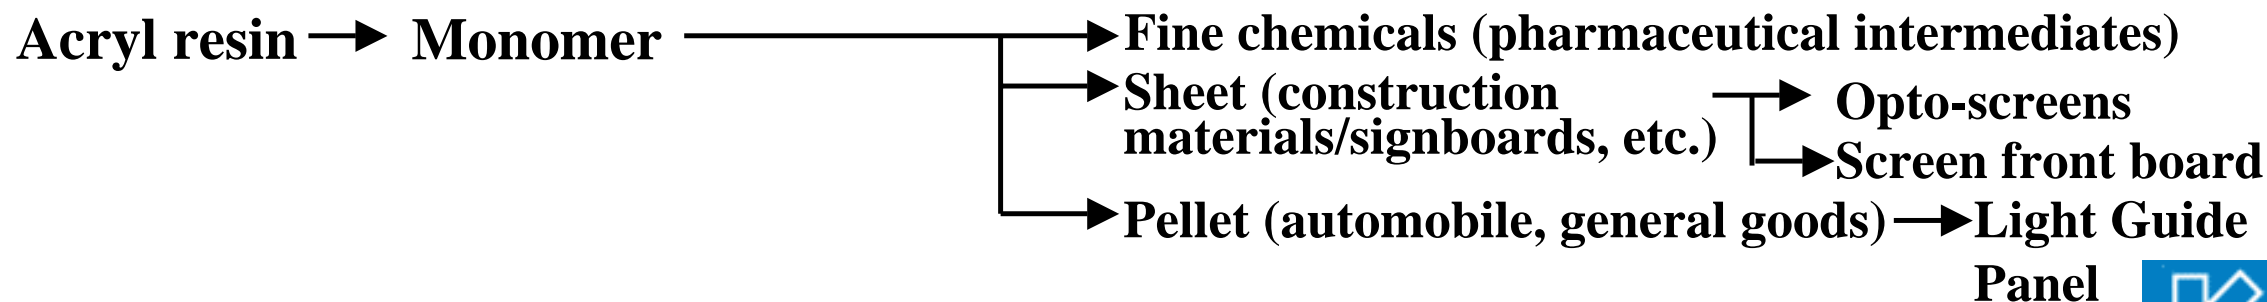 Acryl resin
Monomer
Fine chemicals (pharmaceutical intermediates)
Sheet (construction
materials/signboards, etc.)
Opto-screens
Screen front board
Pellet (automobile, general goods)
Light Guide
Panel